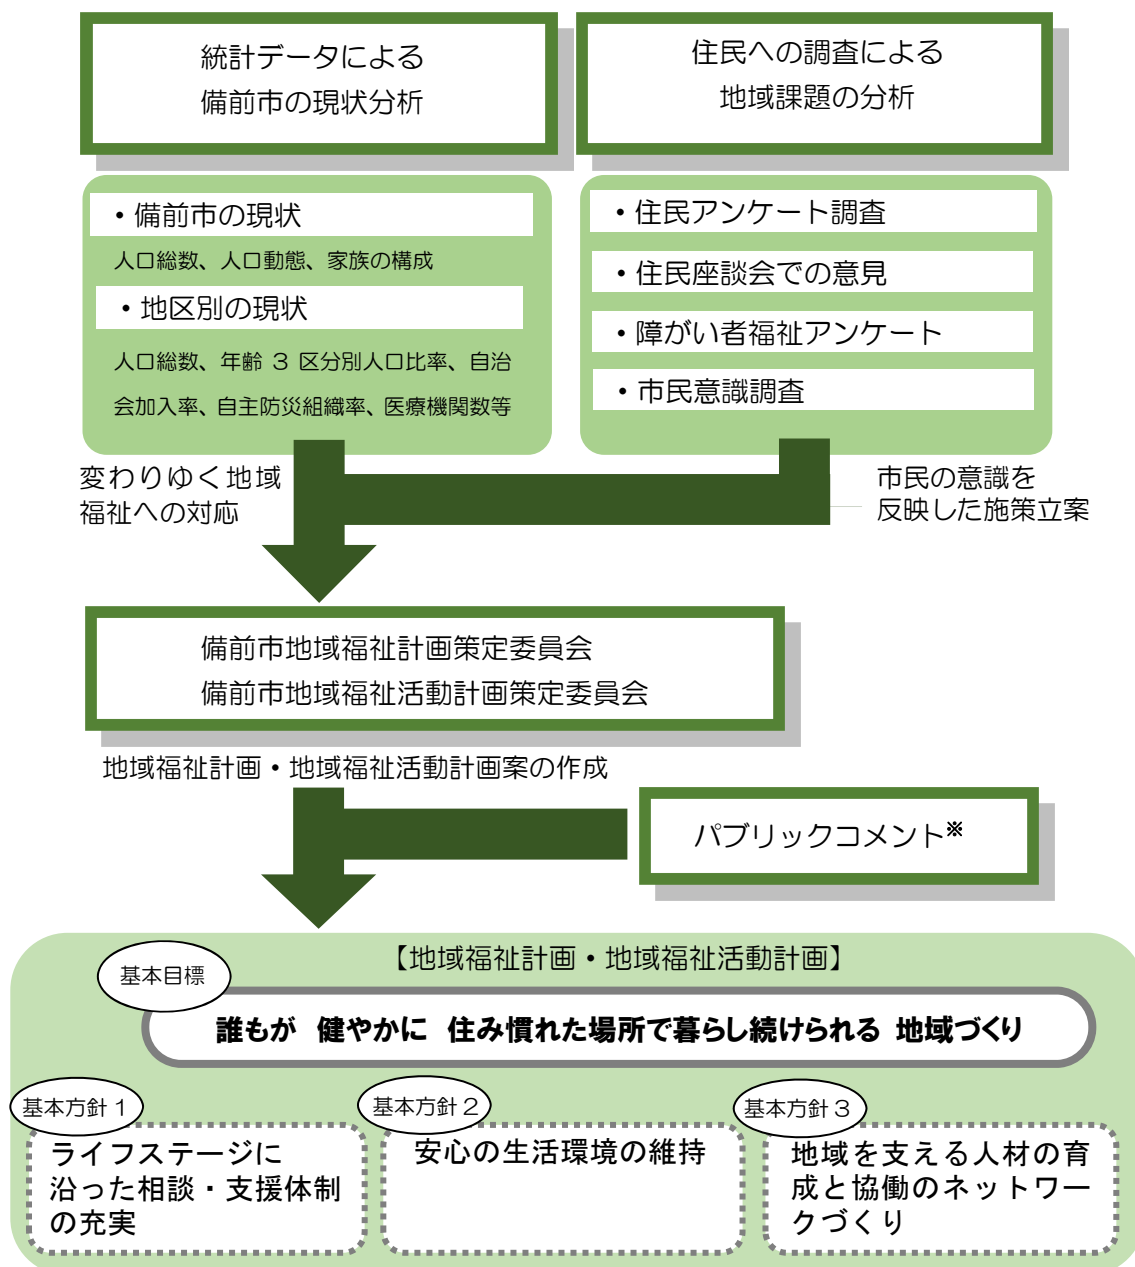 統計データによる
備前市の現状分析
住民への調査による
地域課題の分析
・備前市の現状
人口総数、人口動態、家族の構成
・地区別の現状
人口総数、年齢 3 区分別人口比率、自治
会加入率、自主防災組織率、医療機関数等
・住民アンケート調査
・住民座談会での意見
・障がい者福祉アンケート
・市民意識調査
変わりゆく地域
福祉への対応
市民の意識を
反映した施策立案
備前市地域福祉計画策定委員会
備前市地域福祉活動計画策定委員会
地域福祉計画・地域福祉活動計画案の作成
パブリックコメント※
【地域福祉計画・地域福祉活動計画】
基本目標
誰もが 健やかに 住み慣れた場所で暮らし続けられる 地域づくり
基本方針 1
ライフステージに
沿った相談・支援体制
の充実
基本方針 2
安心の生活環境の維持
基本方針 3
地域を支える人材の育
成と協働のネットワー
クづくり